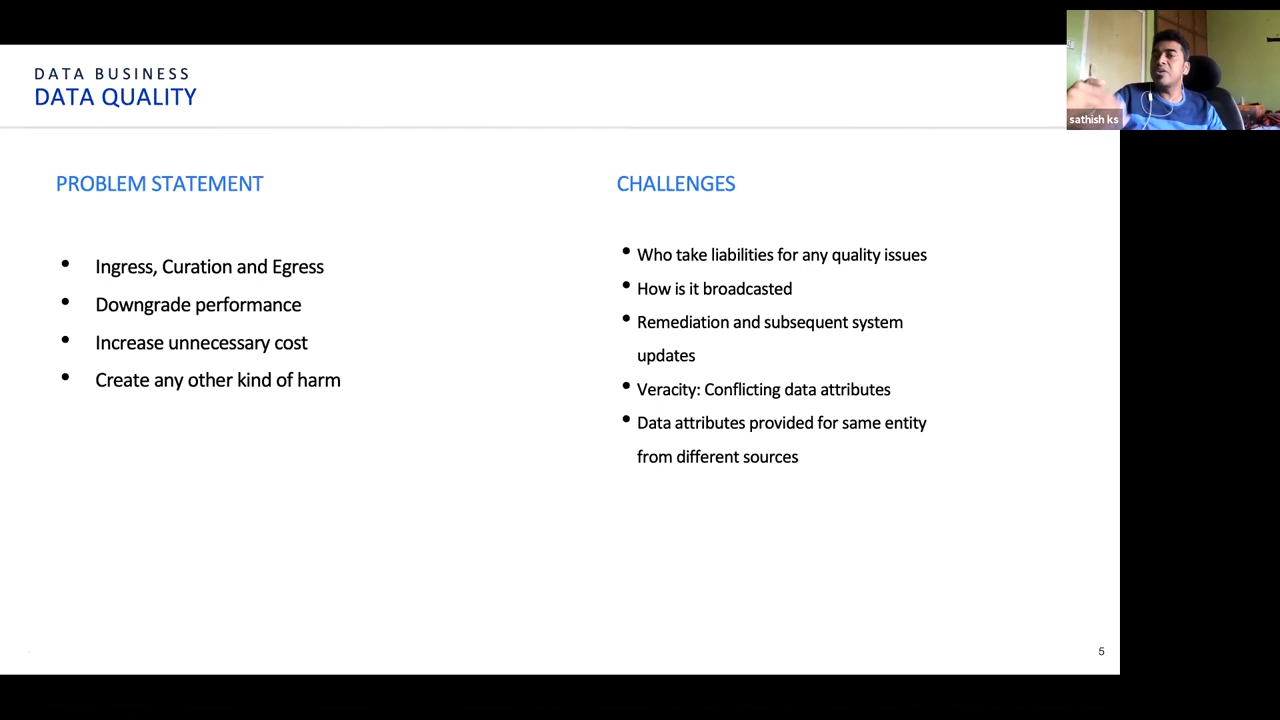 DATA BUSINESS
DATA QUALITY
sathish ks
PROBLEM STATEMENT
Ingress, Curation and Egress
Downgrade performance
Increase unnecessary cost
Create any other kind of harm
CHALLENGES
Who take liabilities for any quality issues
How is it broadcasted
Remediation and subsequent system
updates
Veracity: Conflicting data attributes
Data attributes provided for same entity
from different sources
5